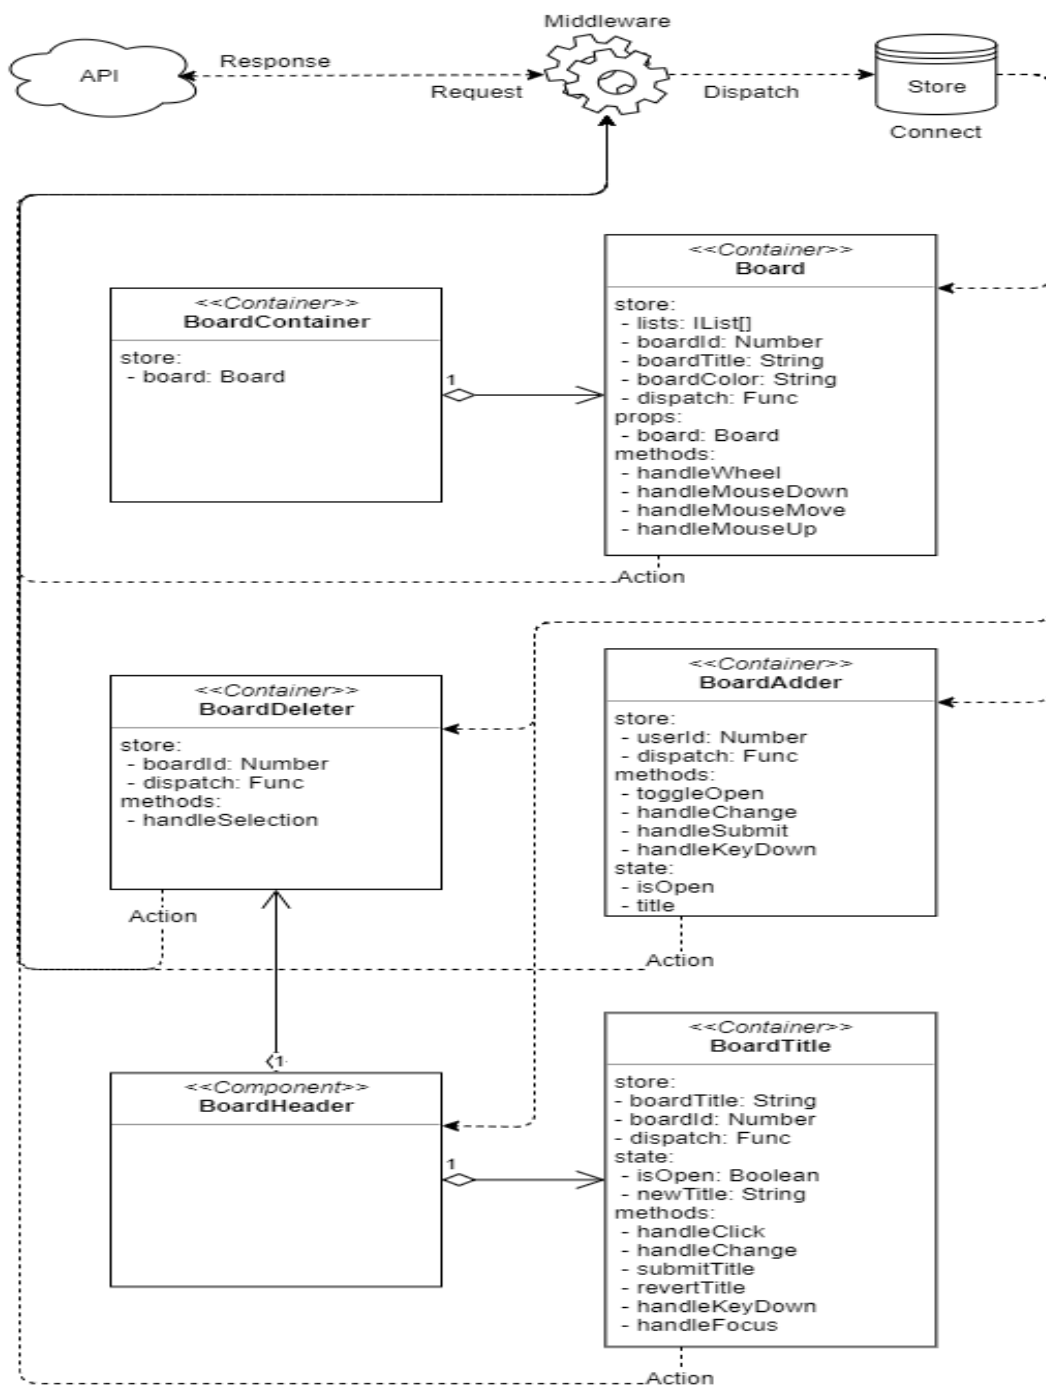 Middleware
API
Response
Request
Dispatch
Store
Connect
<<Container>>
Board
store:
- lists: IList[]
- boardId: Number
- boardTitle: String
- boardColor: String
- dispatch: Func
props:
- board: Board
methods:
- handleWheel
- handleMouseDown
- handleMouseMove
- handleMouseUp
<<Container>>
BoardContainer
store:
- board: Board
1
Action
<<Container>>
BoardDeleter
store:
- boardId: Number
- dispatch: Func
methods:
- handleSelection
Action
<<Container>>
BoardAdder
store:
- userId: Number
- dispatch: Func
methods:
- toggleOpen
- handleChange
- handleSubmit
- handleKeyDown
state:
- isOpen
- title
Action
1
<<Component>>
BoardHeader
1
<<Container>>
BoardTitle
store:
- boardTitle: String
- boardId: Number
- dispatch: Func
state:
- isOpen: Boolean
- newTitle: String
methods:
- handleClick
- handleChange
- submitTitle
- revertTitle
- handleKeyDown
- handleFocus
Action